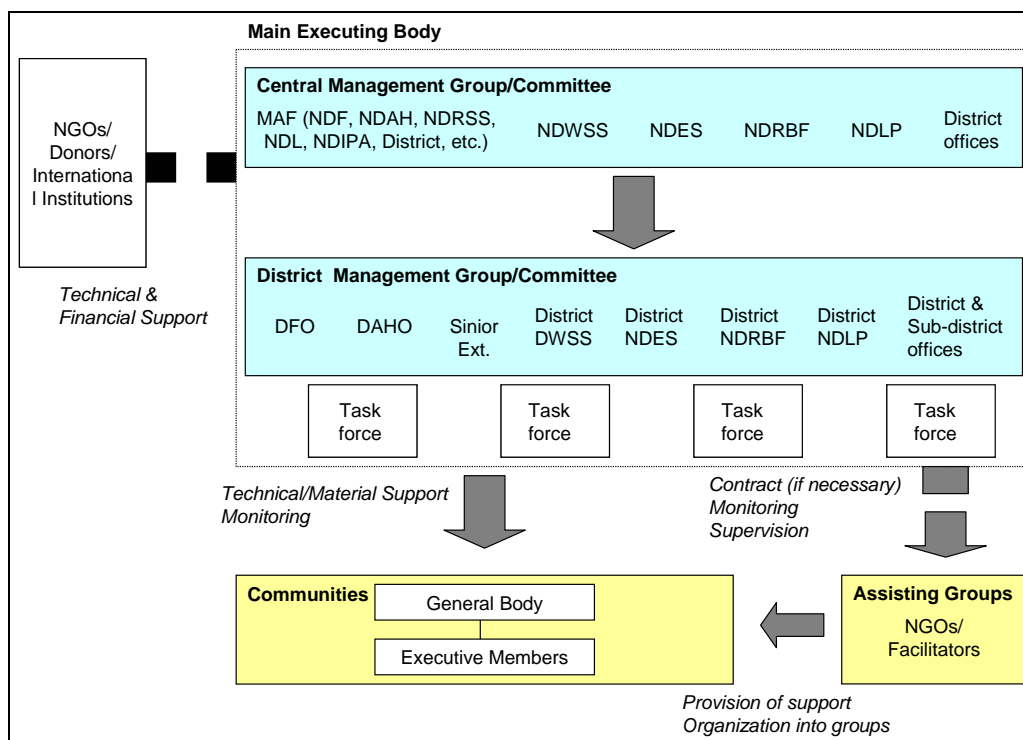 Main Executing Body
NGOs/
Donors/
Internationa
l Institutions
Technical &
Financial Support
Central Management Group/Committee
MAF (NDF, NDAH, NDRSS,
NDL, NDIPA, District, etc.)
NDWSS
NDES
NDRBF
NDLP
District
offices
District  Management Group/Committee
DFO
DAHO
Sinior
Ext.
District
DWSS
District
NDES
District
NDRBF
District
NDLP
District &
Sub-district
offices
Task
force
Task
force
Task
force
Task
force
Technical/Material Support
Monitoring
Contract (if necessary)
Monitoring
Supervision
Communities
General Body
Executive Members
Assisting Groups
NGOs/
Facilitators
Provision of support
Organization into groups